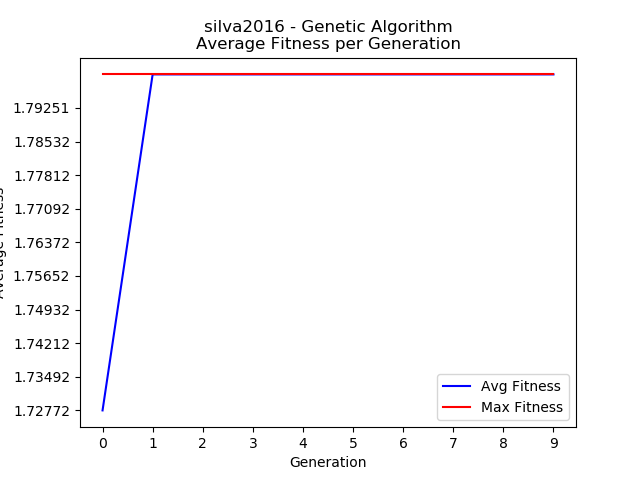 silva2016 - Genetic Algorithm
Average Fitness per Generation
1.79251
1.78532
1.77812
1.77092
1.76372
1.75652
1.74932
1.74212
1.73492
1.72772
Average Fitness
0 1 2 3 4 5 6 7 8 9
Generation
Avg Fitness
Max Fitness